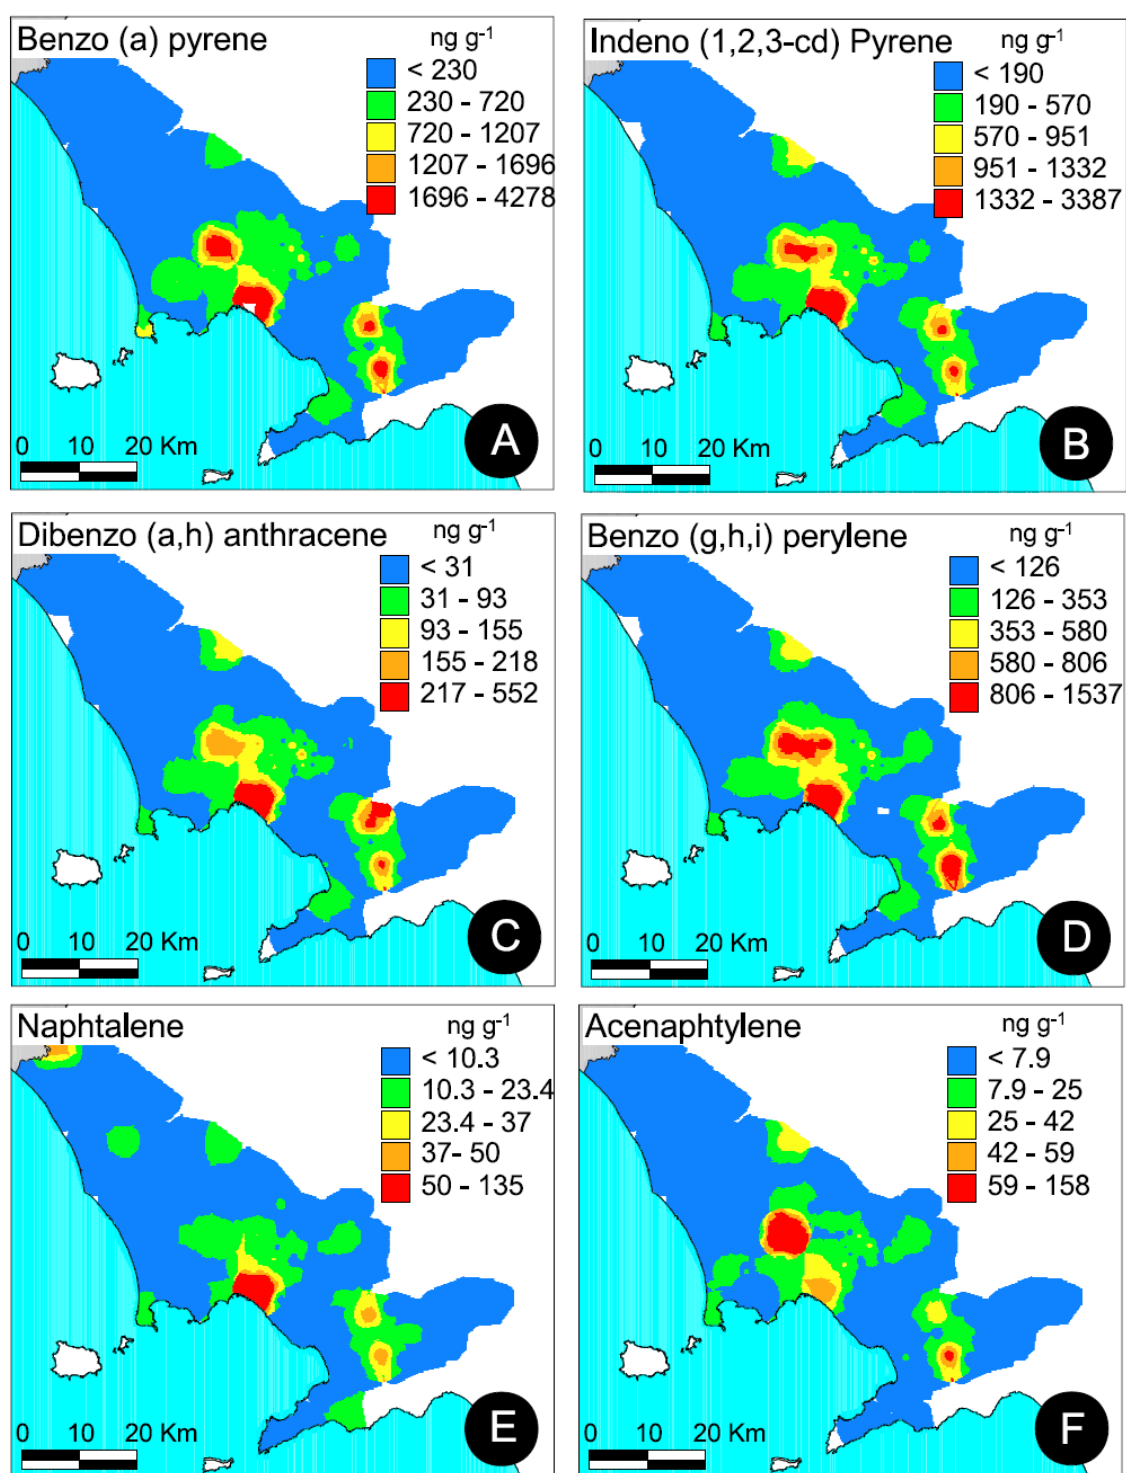 Benzo (a) pyrene
ng g-1
< 230
230 - 720
720 - 1207
1207 - 1696
1696 - 4278
0 10 20 Km
A
Indeno (1,2,3-cd) Pyrene
ng g-1
< 190
190 - 570
570 - 951
951 - 1332
1332 - 3387
0 10 20 Km
B
Dibenzo (a,h) anthracene
ng g-1
< 31
31 - 93
93 - 155
155 - 218
217 - 552
0 10 20 Km
C
Benzo (g,h,i) perylene
ng g-1
< 126
126 - 353
353 - 580
580 - 806
806 - 1537
0 10 20 Km
D
Naphtalene
ng g-1
< 10.3
10.3 - 23.4
23.4 - 37
37- 50
50 - 135
0 10 20 Km
E
Acenaphtylene
ng g-1
< 7.9
7.9 - 25
25 - 42
42 - 59
59 - 158
0 10 20 Km
F